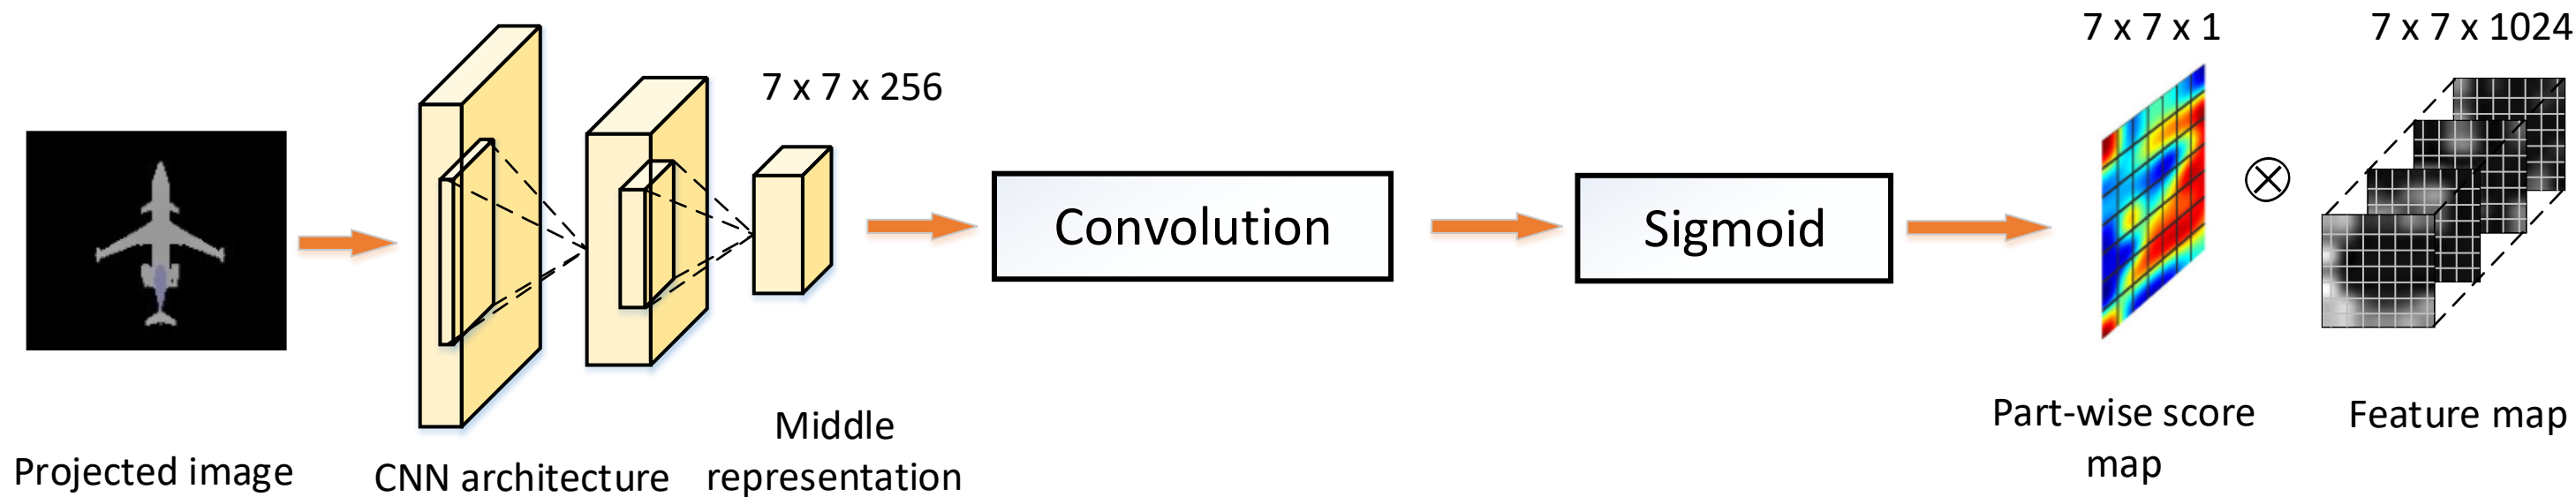 7 x 7 x 1
7 x 7 x 1024
7 x 7 x 256
Convolution
Sigmoid
Projected image
CNN architecture
Middle
representation
Part-wise score
map
Feature map